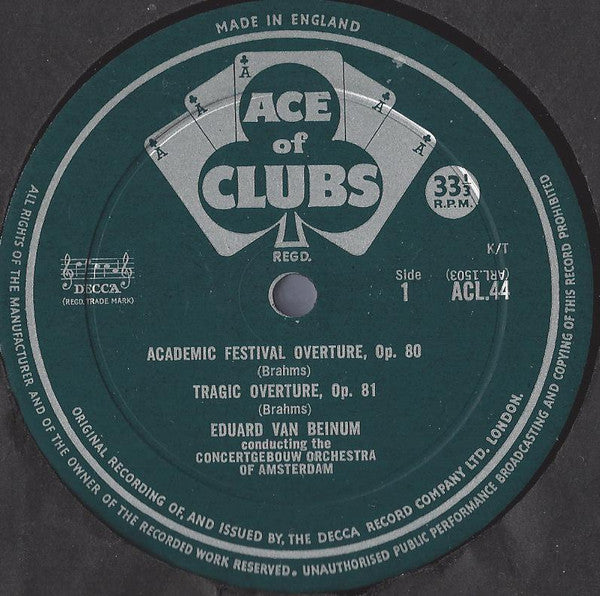 MADE IN ENGLAND
A
A
A
A
A
ACE
of
CLUBS
REGD.
33⅓
R.P.M.
K/T
DECCA
(REGD. TRADE MARK)
Side
1
(ARL.1503)
ACL.44
ACADEMIC FESTIVAL OVERTURE, Op. 80
(Brahms)
TRAGIC OVERTURE, Op. 81
(Brahms)
EDUARD VAN BEINUM
conducting the
CONCERTGEBOUW ORCHESTRA
OF AMSTERDAM
ORIGINAL RECORDING OF, AND ISSUED BY, THE DECCA RECORD COMPANY LTD. LONDON.
ALL RIGHTS OF THE MANUFACTURER AND OF THE OWNER OF THE RECORDED WORK RESERVED. UNAUTHORISED PUBLIC PERFORMANCE BROADCASTING AND COPYING OF THIS RECORD PROHIBITED